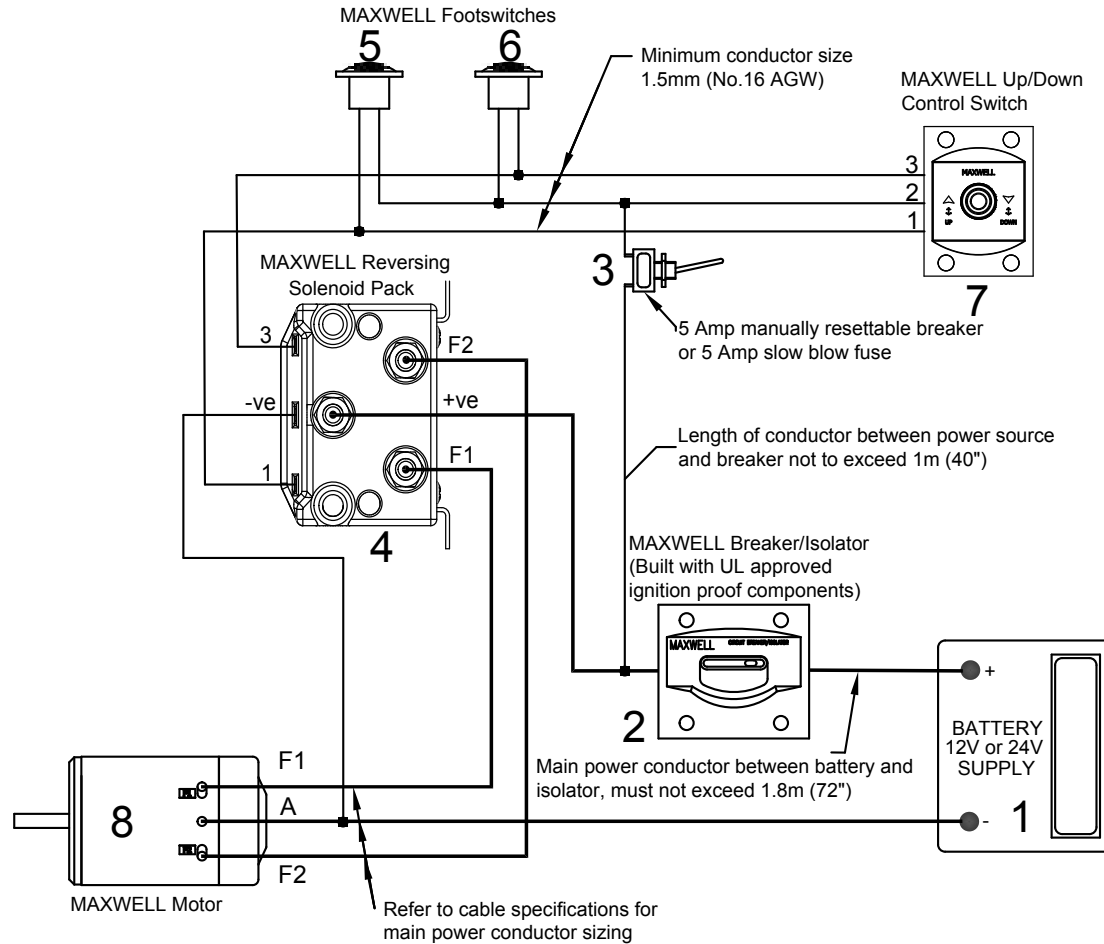 MAXWELL Footswitches
5
6
Minimum conductor size
1.5mm (No.16 AGW)
MAXWELL Up/Down
Control Switch
3
2
1
MAXWELL
UP
DOWN
7
MAXWELL Reversing
Solenoid Pack
3
5 Amp manually resettable breaker
or 5 Amp slow blow fuse
3
F2
-ve
+ve
F1
1
4
Length of conductor between power source
and breaker not to exceed 1m (40")
MAXWELL Breaker/Isolator
(Built with UL approved
ignition proof components)
MAXWELL
CIRCUIT BREAKER/ISOLATOR
2
+
BATTERY
12V or 24V
SUPPLY
- 1
Main power conductor between battery and
isolator, must not exceed 1.8m (72")
F1
A
F2
8
MAXWELL Motor
Refer to cable specifications for
main power conductor sizing